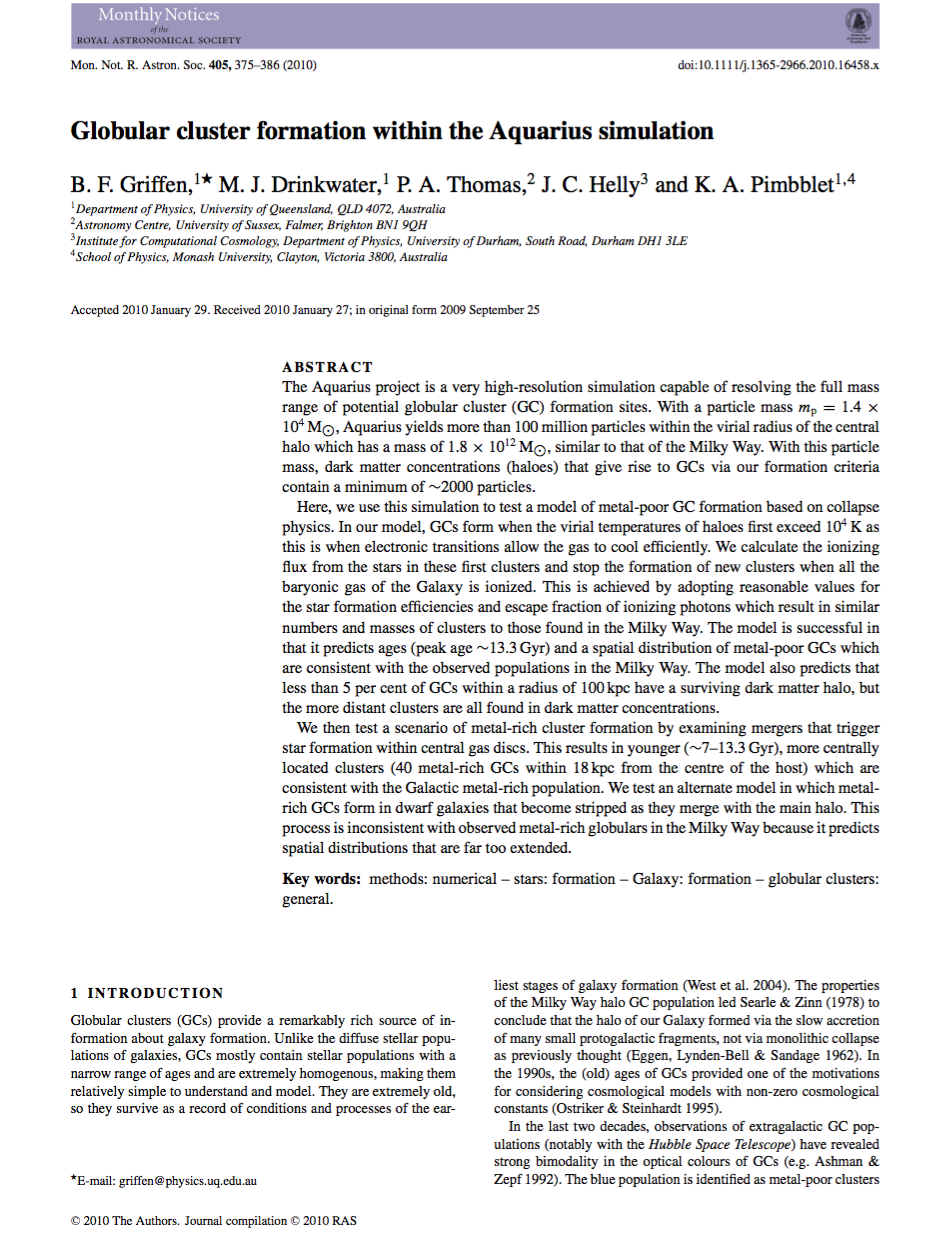 Monthly Notices
of the
ROYAL ASTRONOMICAL SOCIETY
Mon. Not. R. Astron. Soc. 405, 375–386 (2010)
doi:10.1111/j.1365-2966.2010.16458.x
Globular cluster formation within the Aquarius simulation
B. F. Griffen,1★ M. J. Drinkwater,1 P. A. Thomas,2 J. C. Helly3 and K. A. Pimbblet1,4
1Department of Physics, University of Queensland, QLD 4072, Australia
2Astronomy Centre, University of Sussex, Falmer, Brighton BN1 9QH
3Institute for Computational Cosmology, Department of Physics, University of Durham, South Road, Durham DH1 3LE
4School of Physics, Monash University, Clayton, Victoria 3800, Australia
Accepted 2010 January 29. Received 2010 January 27; in original form 2009 September 25
ABSTRACT
The Aquarius project is a very high-resolution simulation capable of resolving the full mass
range of potential globular cluster (GC) formation sites. With a particle mass mp = 1.4 ×
10⁴ M⊙, Aquarius yields more than 100 million particles within the virial radius of the central
halo which has a mass of 1.8 × 10¹² M⊙, similar to that of the Milky Way. With this particle
mass, dark matter concentrations (haloes) that give rise to GCs via our formation criteria
contain a minimum of ∼2000 particles.
Here, we use this simulation to test a model of metal-poor GC formation based on collapse
physics. In our model, GCs form when the virial temperatures of haloes first exceed 10⁴ K as
this is when electronic transitions allow the gas to cool efficiently. We calculate the ionizing
flux from the stars in these first clusters and stop the formation of new clusters when all the
baryonic gas of the Galaxy is ionized. This is achieved by adopting reasonable values for
the star formation efficiencies and escape fraction of ionizing photons which result in similar
numbers and masses of clusters to those found in the Milky Way. The model is successful in
that it predicts ages (peak age ∼13.3 Gyr) and a spatial distribution of metal-poor GCs which
are consistent with the observed populations in the Milky Way. The model also predicts that
less than 5 per cent of GCs within a radius of 100 kpc have a surviving dark matter halo, but
the more distant clusters are all found in dark matter concentrations.
We then test a scenario of metal-rich cluster formation by examining mergers that trigger
star formation within central gas discs. This results in younger (∼7–13.3 Gyr), more centrally
located clusters (40 metal-rich GCs within 18 kpc from the centre of the host) which are
consistent with the Galactic metal-rich population. We test an alternate model in which metal-
rich GCs form in dwarf galaxies that become stripped as they merge with the main halo. This
process is inconsistent with observed metal-rich globulars in the Milky Way because it predicts
spatial distributions that are far too extended.
Key words: methods: numerical – stars: formation – Galaxy: formation – globular clusters:
general.
1 INTRODUCTION
Globular clusters (GCs) provide a remarkably rich source of in-
formation about galaxy formation. Unlike the diffuse stellar popu-
lations of galaxies, GCs mostly contain stellar populations with a
narrow range of ages and are extremely homogenous, making them
relatively simple to understand and model. They are extremely old,
so they survive as a record of conditions and processes of the ear-
★E-mail: griffen@physics.uq.edu.au
liest stages of galaxy formation (West et al. 2004). The properties
of the Milky Way halo GC population led Searle & Zinn (1978) to
conclude that the halo of our Galaxy formed via the slow accretion
of many small protogalactic fragments, not via monolithic collapse
as previously thought (Eggen, Lynden-Bell & Sandage 1962). In
the 1990s, the (old) ages of GCs provided one of the motivations
for considering cosmological models with non-zero cosmological
constants (Ostriker & Steinhardt 1995).
In the last two decades, observations of extragalactic GC pop-
ulations (notably with the Hubble Space Telescope) have revealed
strong bimodality in the optical colours of GCs (e.g. Ashman &
Zepf 1992). The blue population is identified as metal-poor clusters
© 2010 The Authors. Journal compilation © 2010 RAS